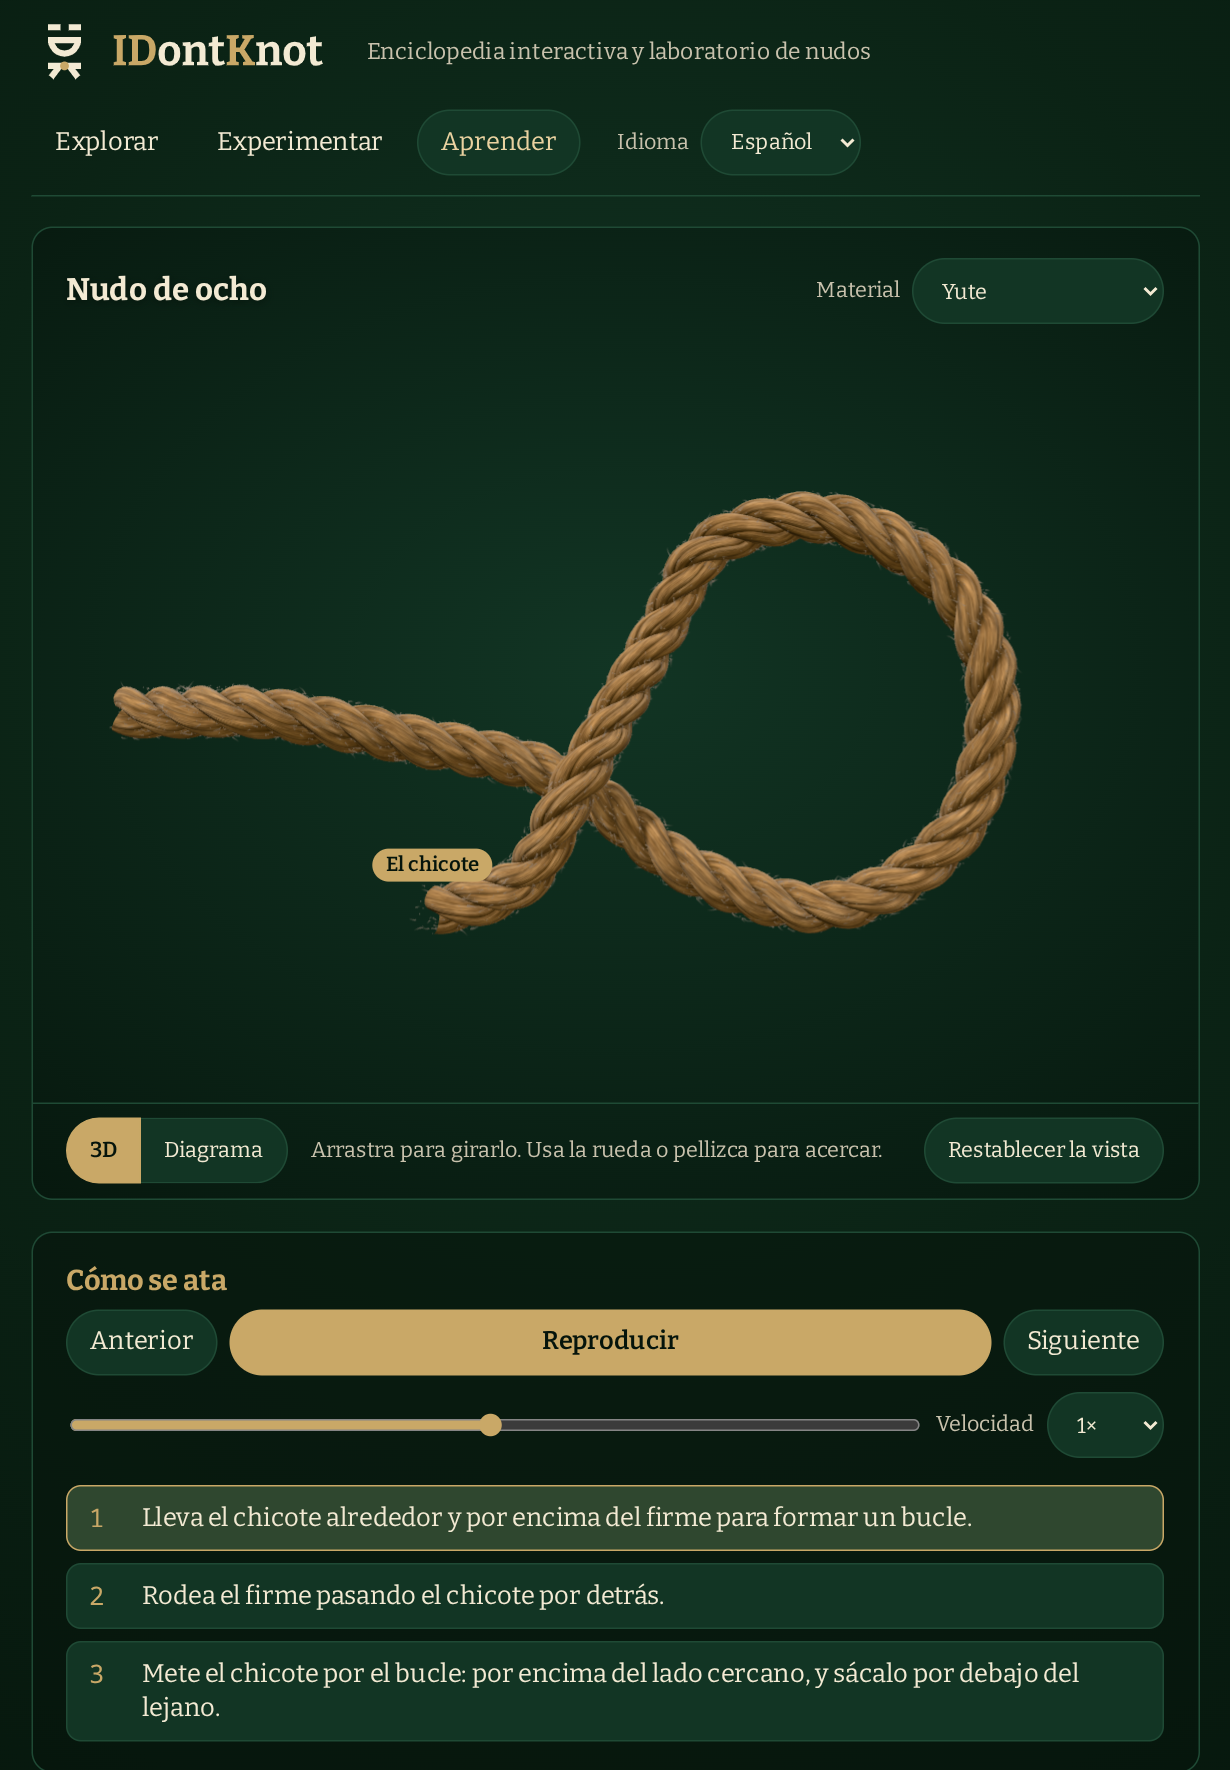 IDontKnot
Enciclopedia interactiva y laboratorio de nudos
Explorar
Experimentar
Aprender
Idioma
Español
Nudo de ocho
Material
Yute
El chicote
3D
Diagrama
Arrastra para girarlo. Usa la rueda o pellizca para acercar.
Restablecer la vista
Cómo se ata
Anterior
Reproducir
Siguiente
Velocidad
1×
1 Lleva el chicote alrededor y por encima del firme para formar un bucle.
2 Rodea el firme pasando el chicote por detrás.
3 Mete el chicote por el bucle: por encima del lado cercano, y sácalo por debajo del
lejano.